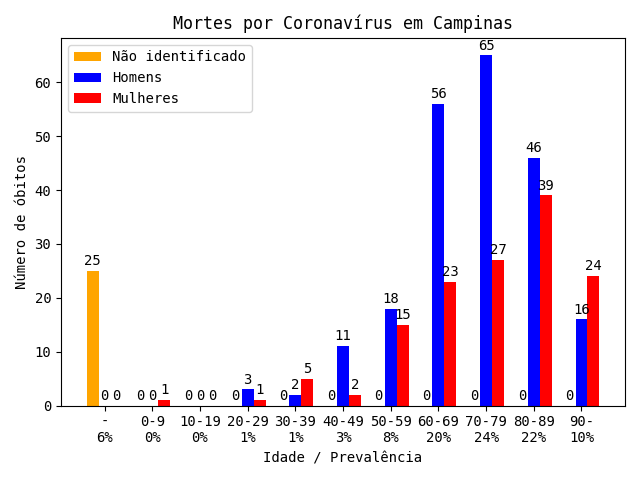 Mortes por Coronavírus em Campinas
Não identificado
Homens
Mulheres
Número de óbitos
60
50
40
30
20
10
0
25 0 0
0 0 1
0 0 0
0 3 1
0 2 5
0 11 2
0 18 15
0 56 23
0 65 27
0 46 39
0 16 24
- 0-9 10-19 20-29 30-39 40-49 50-59 60-69 70-79 80-89 90-
6% 0% 0% 1% 1% 3% 8% 20% 24% 22% 10%
Idade / Prevalência